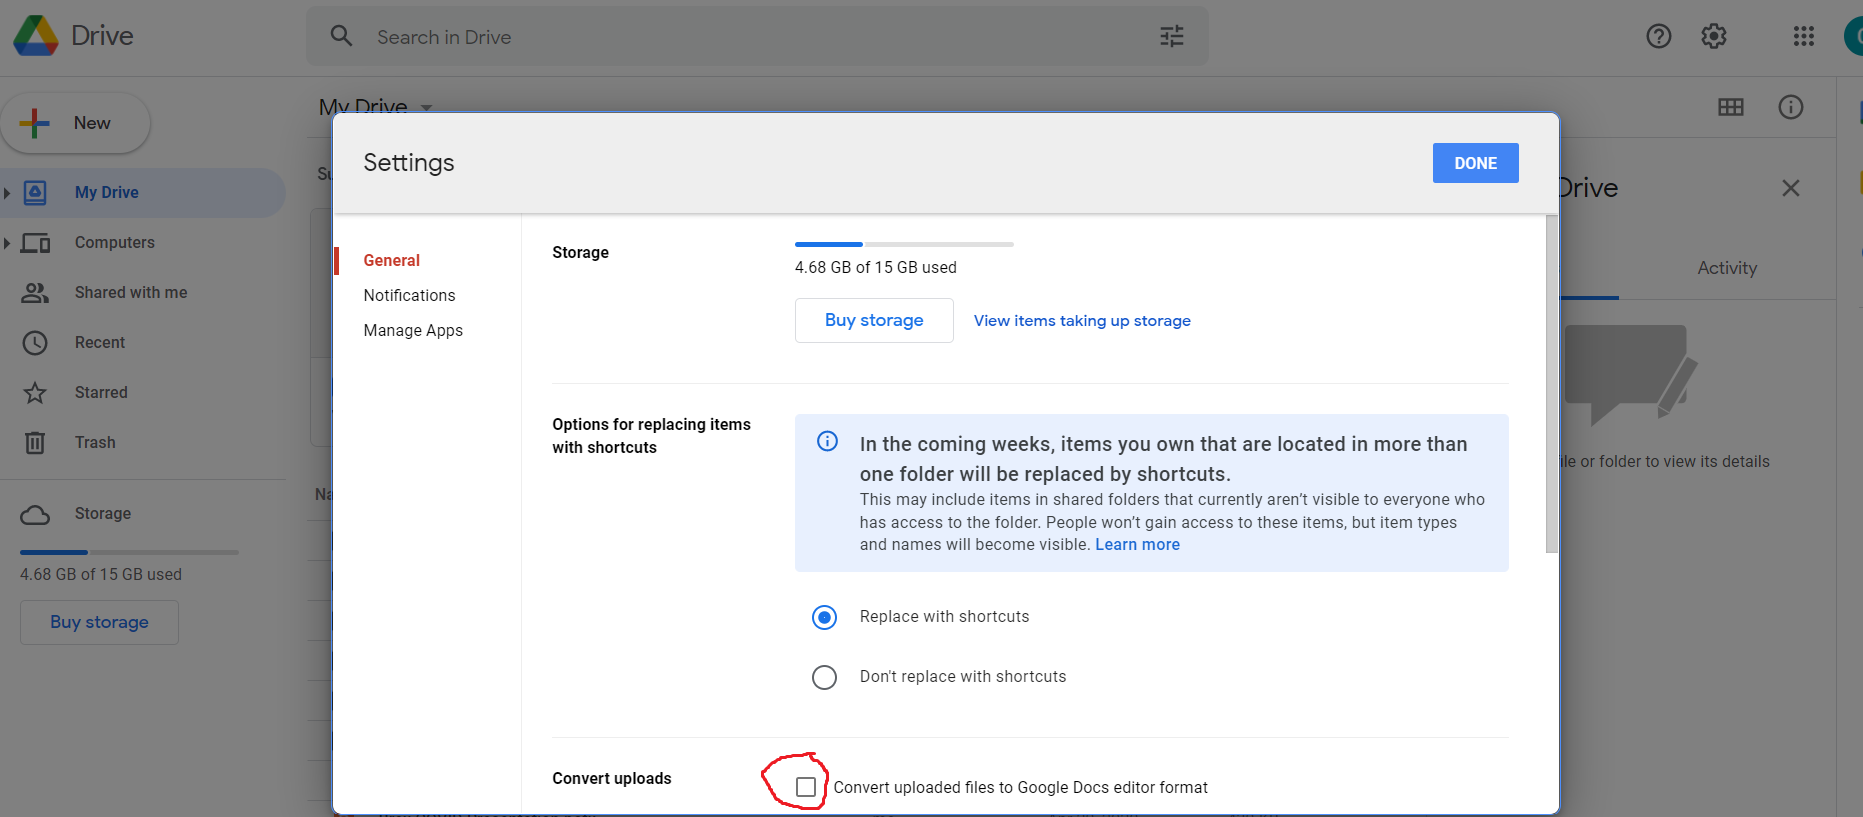 Drive
Search in Drive
New
My Drive
My Drive
Computers
Shared with me
Recent
Starred
Trash
Storage
4.68 GB of 15 GB used
Buy storage
Settings
DONE
General
Notifications
Manage Apps
Storage
4.68 GB of 15 GB used
Buy storage
View items taking up storage
Options for replacing items
with shortcuts
In the coming weeks, items you own that are located in more than
one folder will be replaced by shortcuts.
This may include items in shared folders that currently aren’t visible to everyone who
has access to the folder. People won’t gain access to these items, but item types
and names will become visible. Learn more
Replace with shortcuts
Don't replace with shortcuts
Convert uploads
Convert uploaded files to Google Docs editor format
Drive
Activity
or folder to view its details